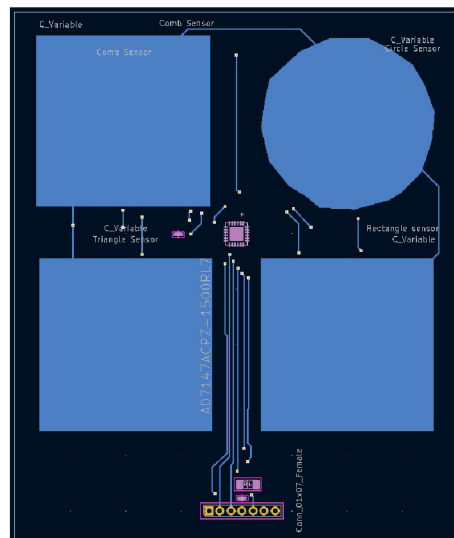 C_Variable
Comb Sensor
Comb Sensor
C_Variable
Circle Sensor
C_Variable
Triangle Sensor
Rectangle sensor
C_Variable
AD7147ACPZ-1500RL7
Conn_01x07_Female